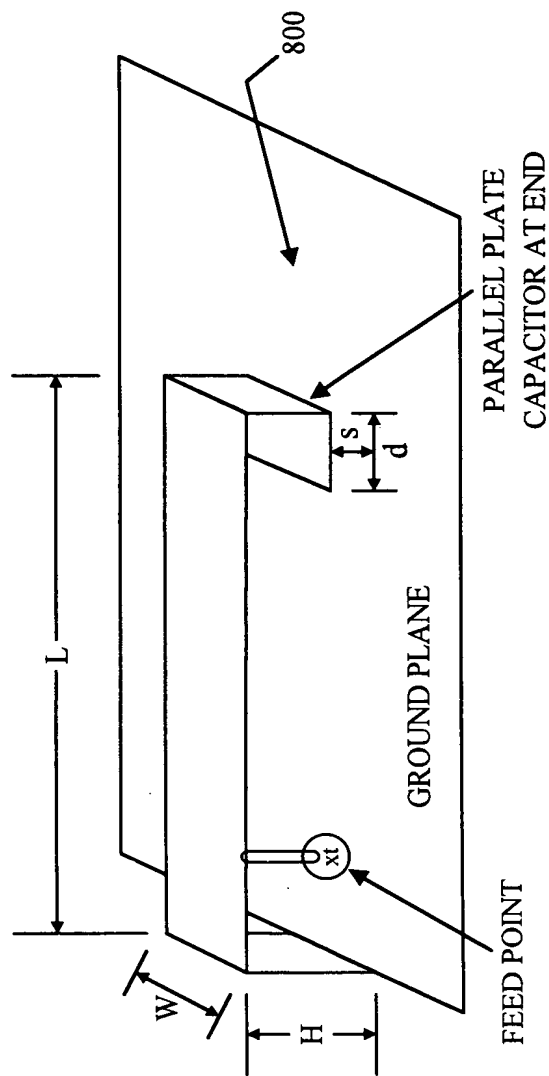 L
800
W
H
s
d
xt
PARALLEL PLATE
CAPACITOR AT END
GROUND PLANE
FEED POINT